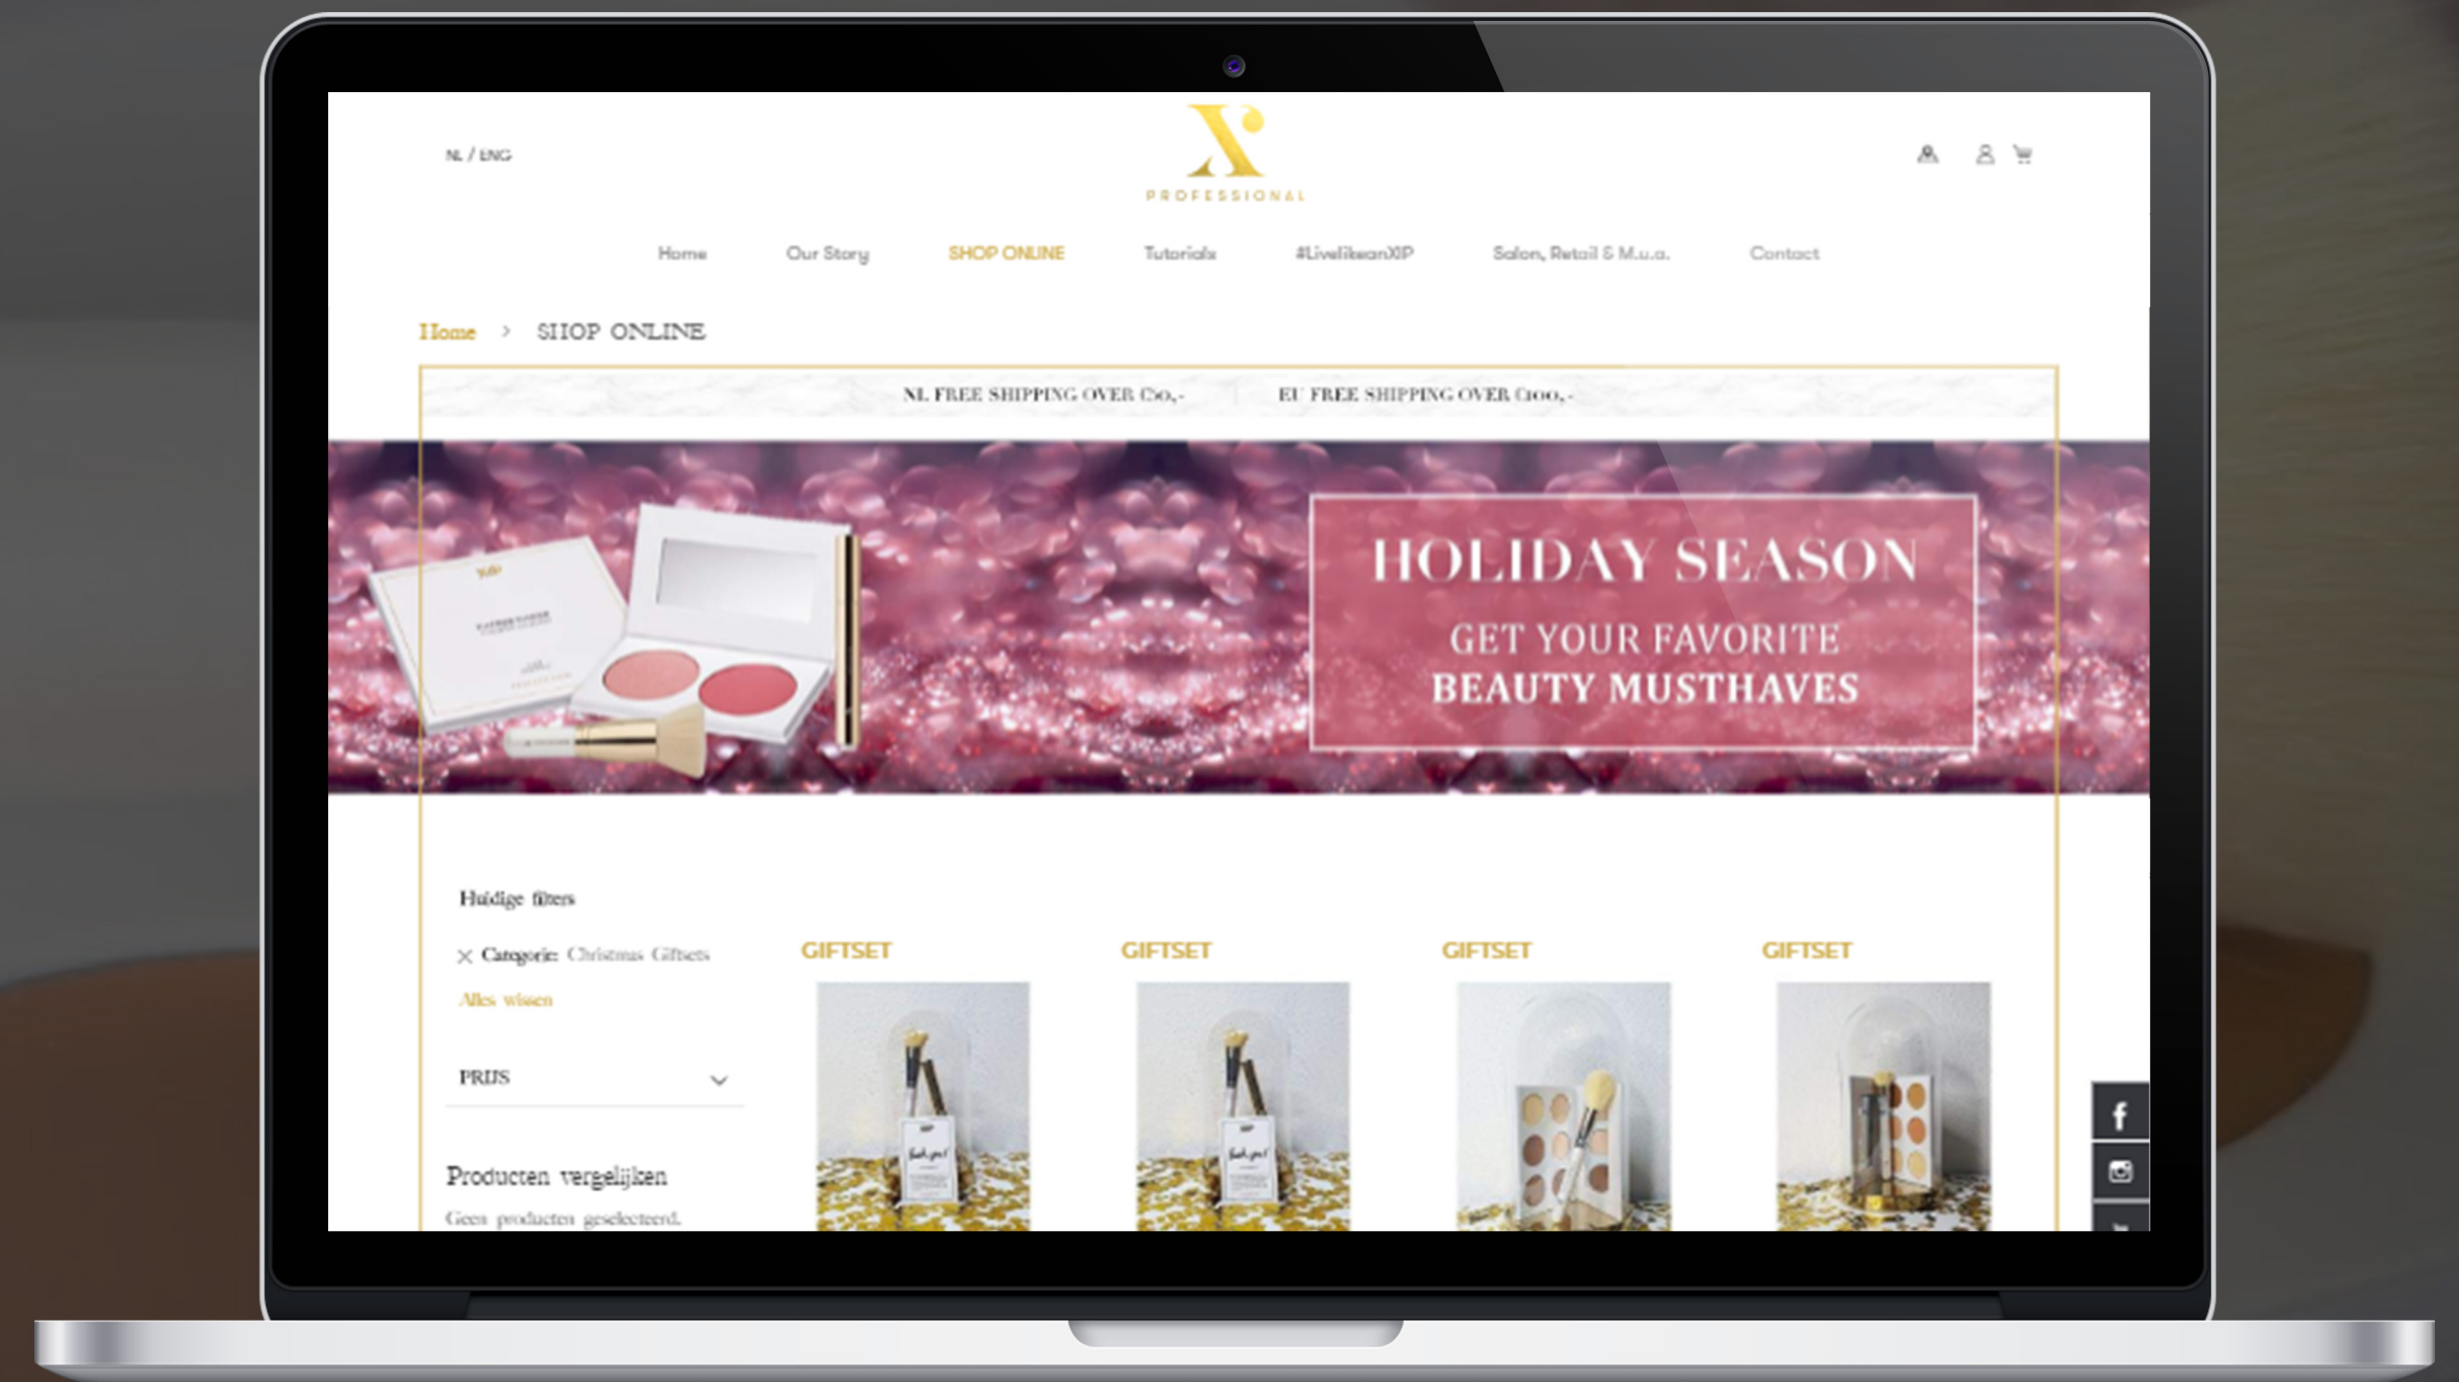 NL / ENG
X
PROFESSIONAL
Home
Our Story
SHOP ONLINE
Tutorials
#LivelikeanXIP
Salon, Retail & M.u.a.
Contact
Home > SHOP ONLINE
NL FREE SHIPPING OVER €50,-
EU FREE SHIPPING OVER €100,-
HOLIDAY SEASON
GET YOUR FAVORITE
BEAUTY MUSTHAVES
Huidige filters
Categorie: Christmas Giftsets
Alles wissen
PRIJS
Producten vergelijken
Geen producten geselecteerd.
GIFTSET
GIFTSET
GIFTSET
GIFTSET